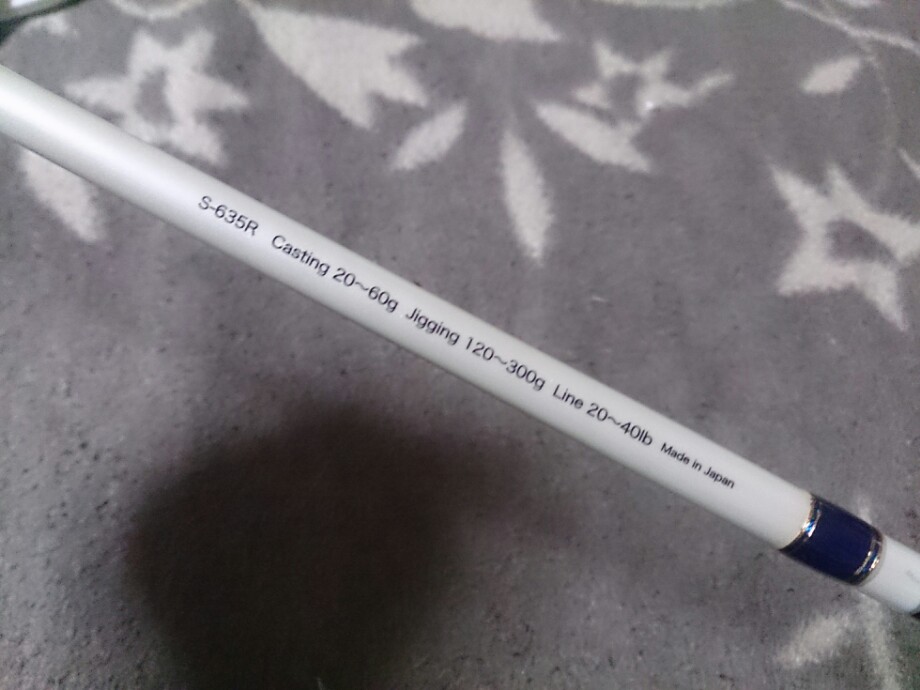 S-635R Casting 20～60g Jigging 120～300g Line 20～40lb Made in Japan